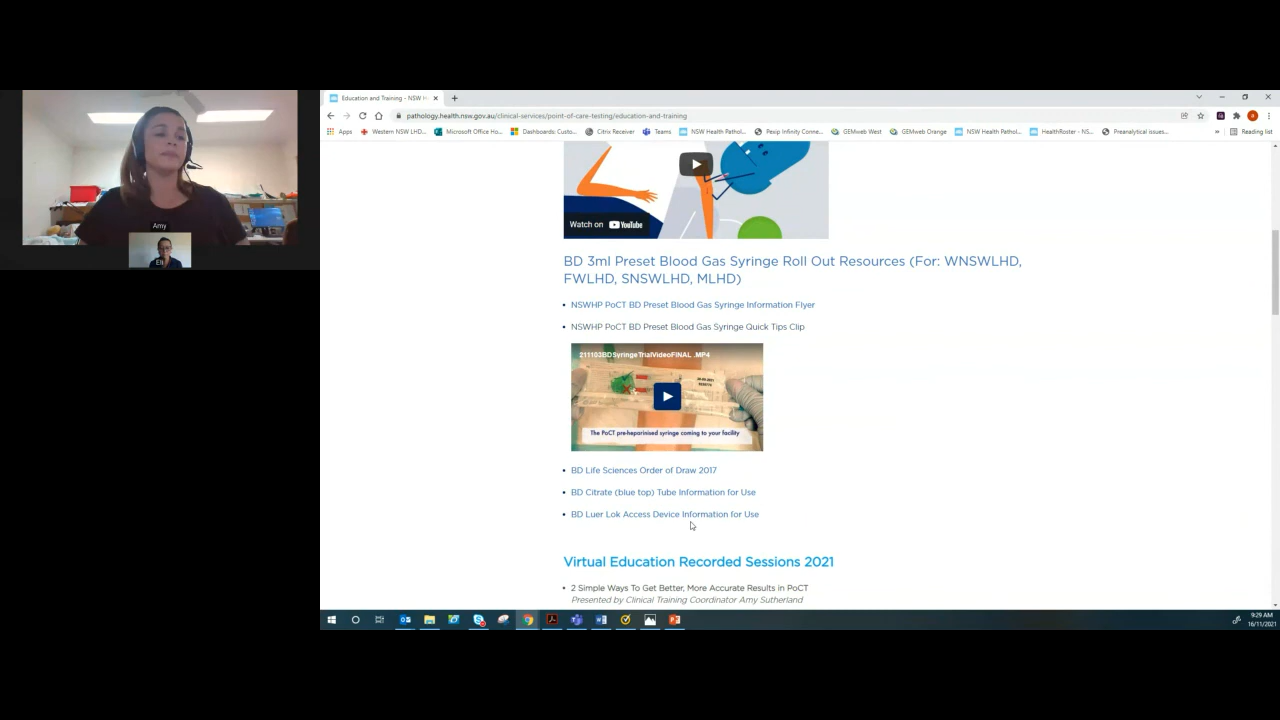 Amy
Eli
Education and Training - NSW H
pathology.health.nsw.gov.au/clinical-services/point-of-care-testing/education-and-training
Apps
Western NSW LHD...
Microsoft Office Ho...
Dashboards: Custo...
Citrix Receiver
Teams
NSW Health Pathol...
Pexip Infinity Conne...
GEMweb West
GEMweb Orange
NSW Health Pathol...
HealthRoster - NS...
Preanalytical issues...
»
Reading list
Watch on YouTube
BD 3ml Preset Blood Gas Syringe Roll Out Resources (For: WNSWLHD,
FWLHD, SNSWLHD, MLHD)
NSWHP PoCT BD Preset Blood Gas Syringe Information Flyer
NSWHP PoCT BD Preset Blood Gas Syringe Quick Tips Clip
211103BDSyringeTrialVideoFINAL .MP4
The PoCT pre-heparinised syringe coming to your facility
BD Life Sciences Order of Draw 2017
BD Citrate (blue top) Tube Information for Use
BD Luer Lok Access Device Information for Use
Virtual Education Recorded Sessions 2021
2 Simple Ways To Get Better, More Accurate Results in PoCT
Presented by Clinical Training Coordinator Amy Sutherland
9:29 AM
16/11/2021